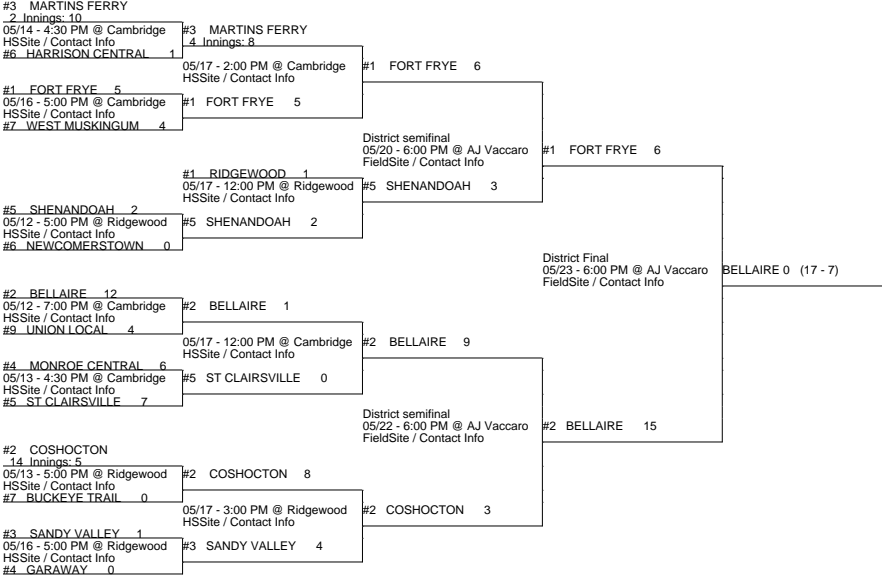 #3 MARTINS FERRY
2 Innings: 10
05/14 - 4:30 PM @ Cambridge
HSSite / Contact Info
#6 HARRISON CENTRAL 1
#3 MARTINS FERRY
4 Innings: 8
05/17 - 2:00 PM @ Cambridge
HSSite / Contact Info
#1 FORT FRYE 5
05/16 - 5:00 PM @ Cambridge
HSSite / Contact Info
#7 WEST MUSKINGUM 4
#1 FORT FRYE 5
#1 FORT FRYE 6
District semifinal
05/20 - 6:00 PM @ AJ Vaccaro
FieldSite / Contact Info
#1 RIDGEWOOD 1
05/17 - 12:00 PM @ Ridgewood
HSSite / Contact Info
#5 SHENANDOAH 3
#5 SHENANDOAH 2
05/12 - 5:00 PM @ Ridgewood
HSSite / Contact Info
#6 NEWCOMERSTOWN 0
#5 SHENANDOAH 2
#1 FORT FRYE 6
District Final
05/23 - 6:00 PM @ AJ Vaccaro
FieldSite / Contact Info
BELLAIRE 0 (17 - 7)
#2 BELLAIRE 12
05/12 - 7:00 PM @ Cambridge
HSSite / Contact Info
#9 UNION LOCAL 4
#2 BELLAIRE 1
05/17 - 12:00 PM @ Cambridge
HSSite / Contact Info
#2 BELLAIRE 9
#4 MONROE CENTRAL 6
05/13 - 4:30 PM @ Cambridge
HSSite / Contact Info
#5 ST CLAIRSVILLE 7
#5 ST CLAIRSVILLE 0
District semifinal
05/22 - 6:00 PM @ AJ Vaccaro
FieldSite / Contact Info
#2 BELLAIRE 15
#2 COSHOCTON
14 Innings: 5
05/13 - 5:00 PM @ Ridgewood
HSSite / Contact Info
#7 BUCKEYE TRAIL 0
#2 COSHOCTON 8
05/17 - 3:00 PM @ Ridgewood
HSSite / Contact Info
#2 COSHOCTON 3
#3 SANDY VALLEY 1
05/16 - 5:00 PM @ Ridgewood
HSSite / Contact Info
#4 GARAWAY 0
#3 SANDY VALLEY 4